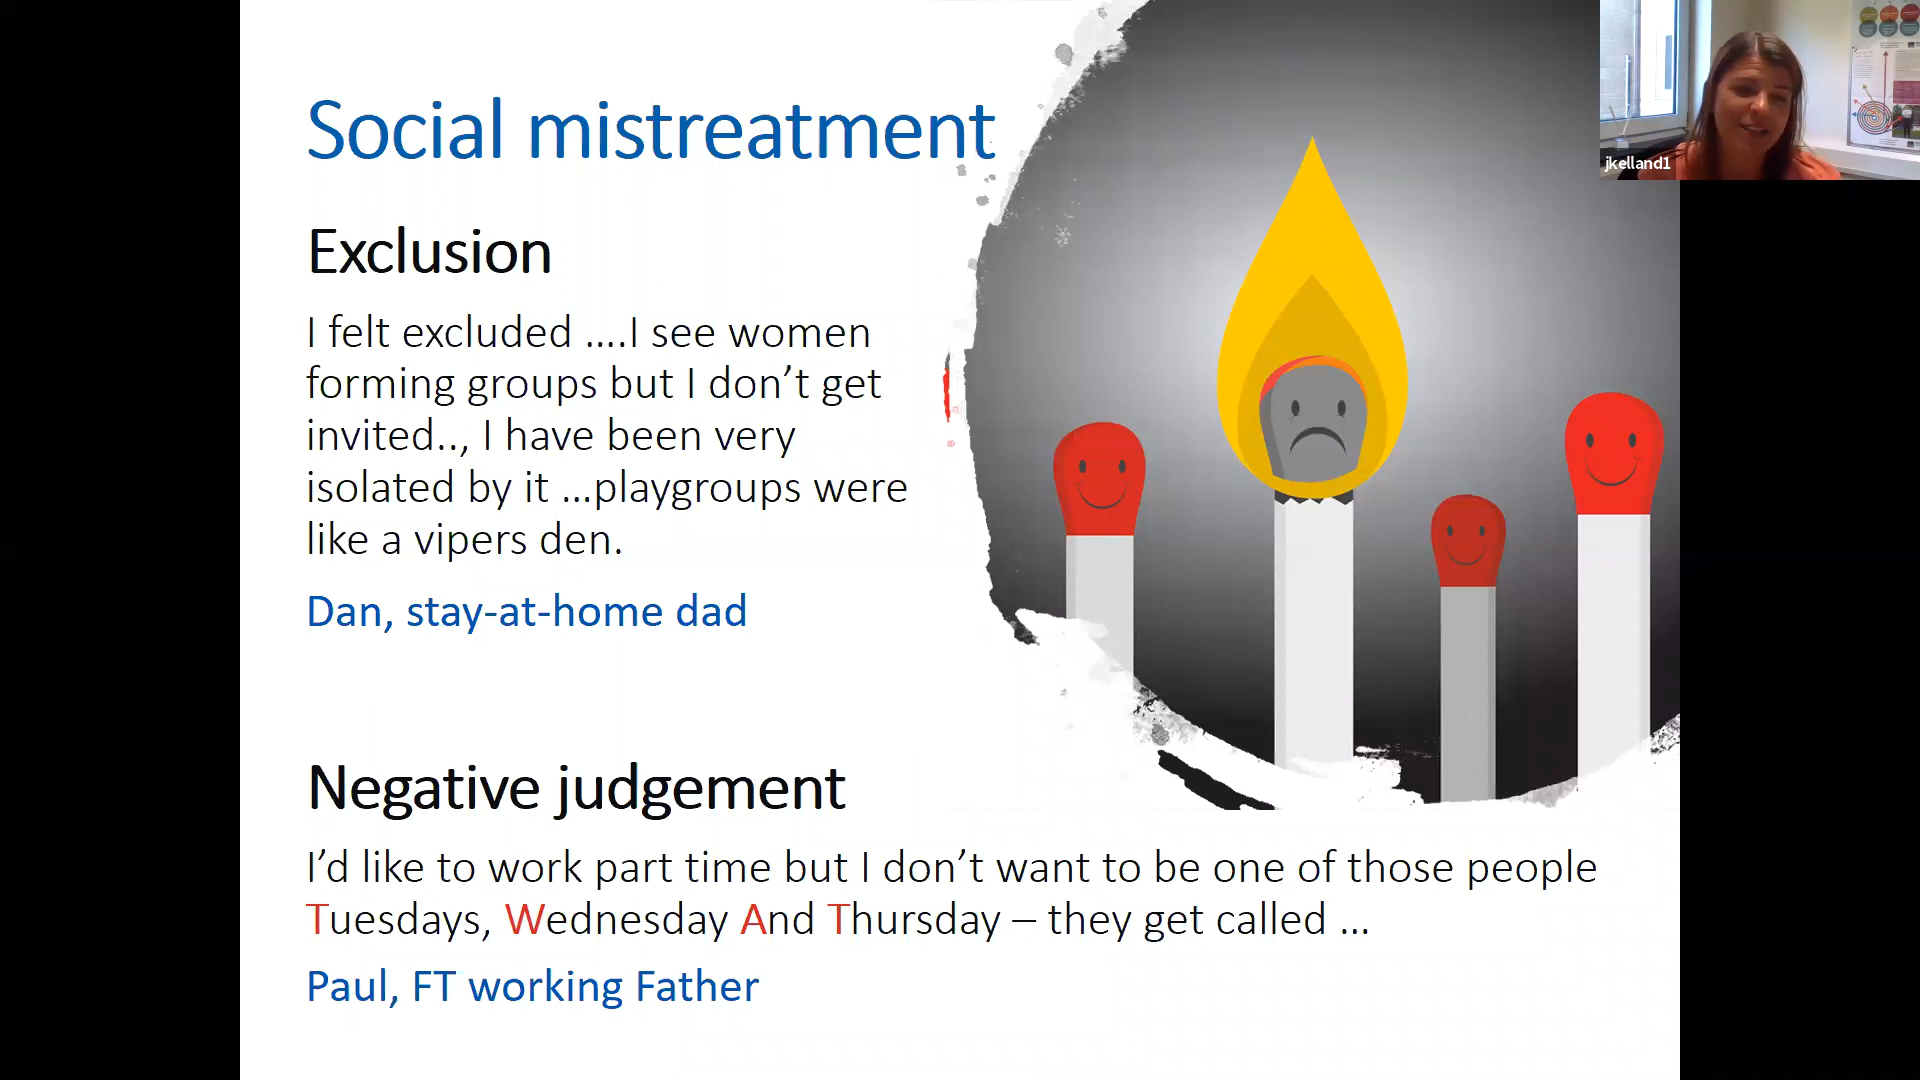 Social mistreatment
Exclusion
I felt excluded ....I see women
forming groups but I don’t get
invited.., I have been very
isolated by it ...playgroups were
like a vipers den.
Dan, stay-at-home dad
Negative judgement
I’d like to work part time but I don’t want to be one of those people
Tuesdays, Wednesday And Thursday – they get called ...
Paul, FT working Father
jkelland1